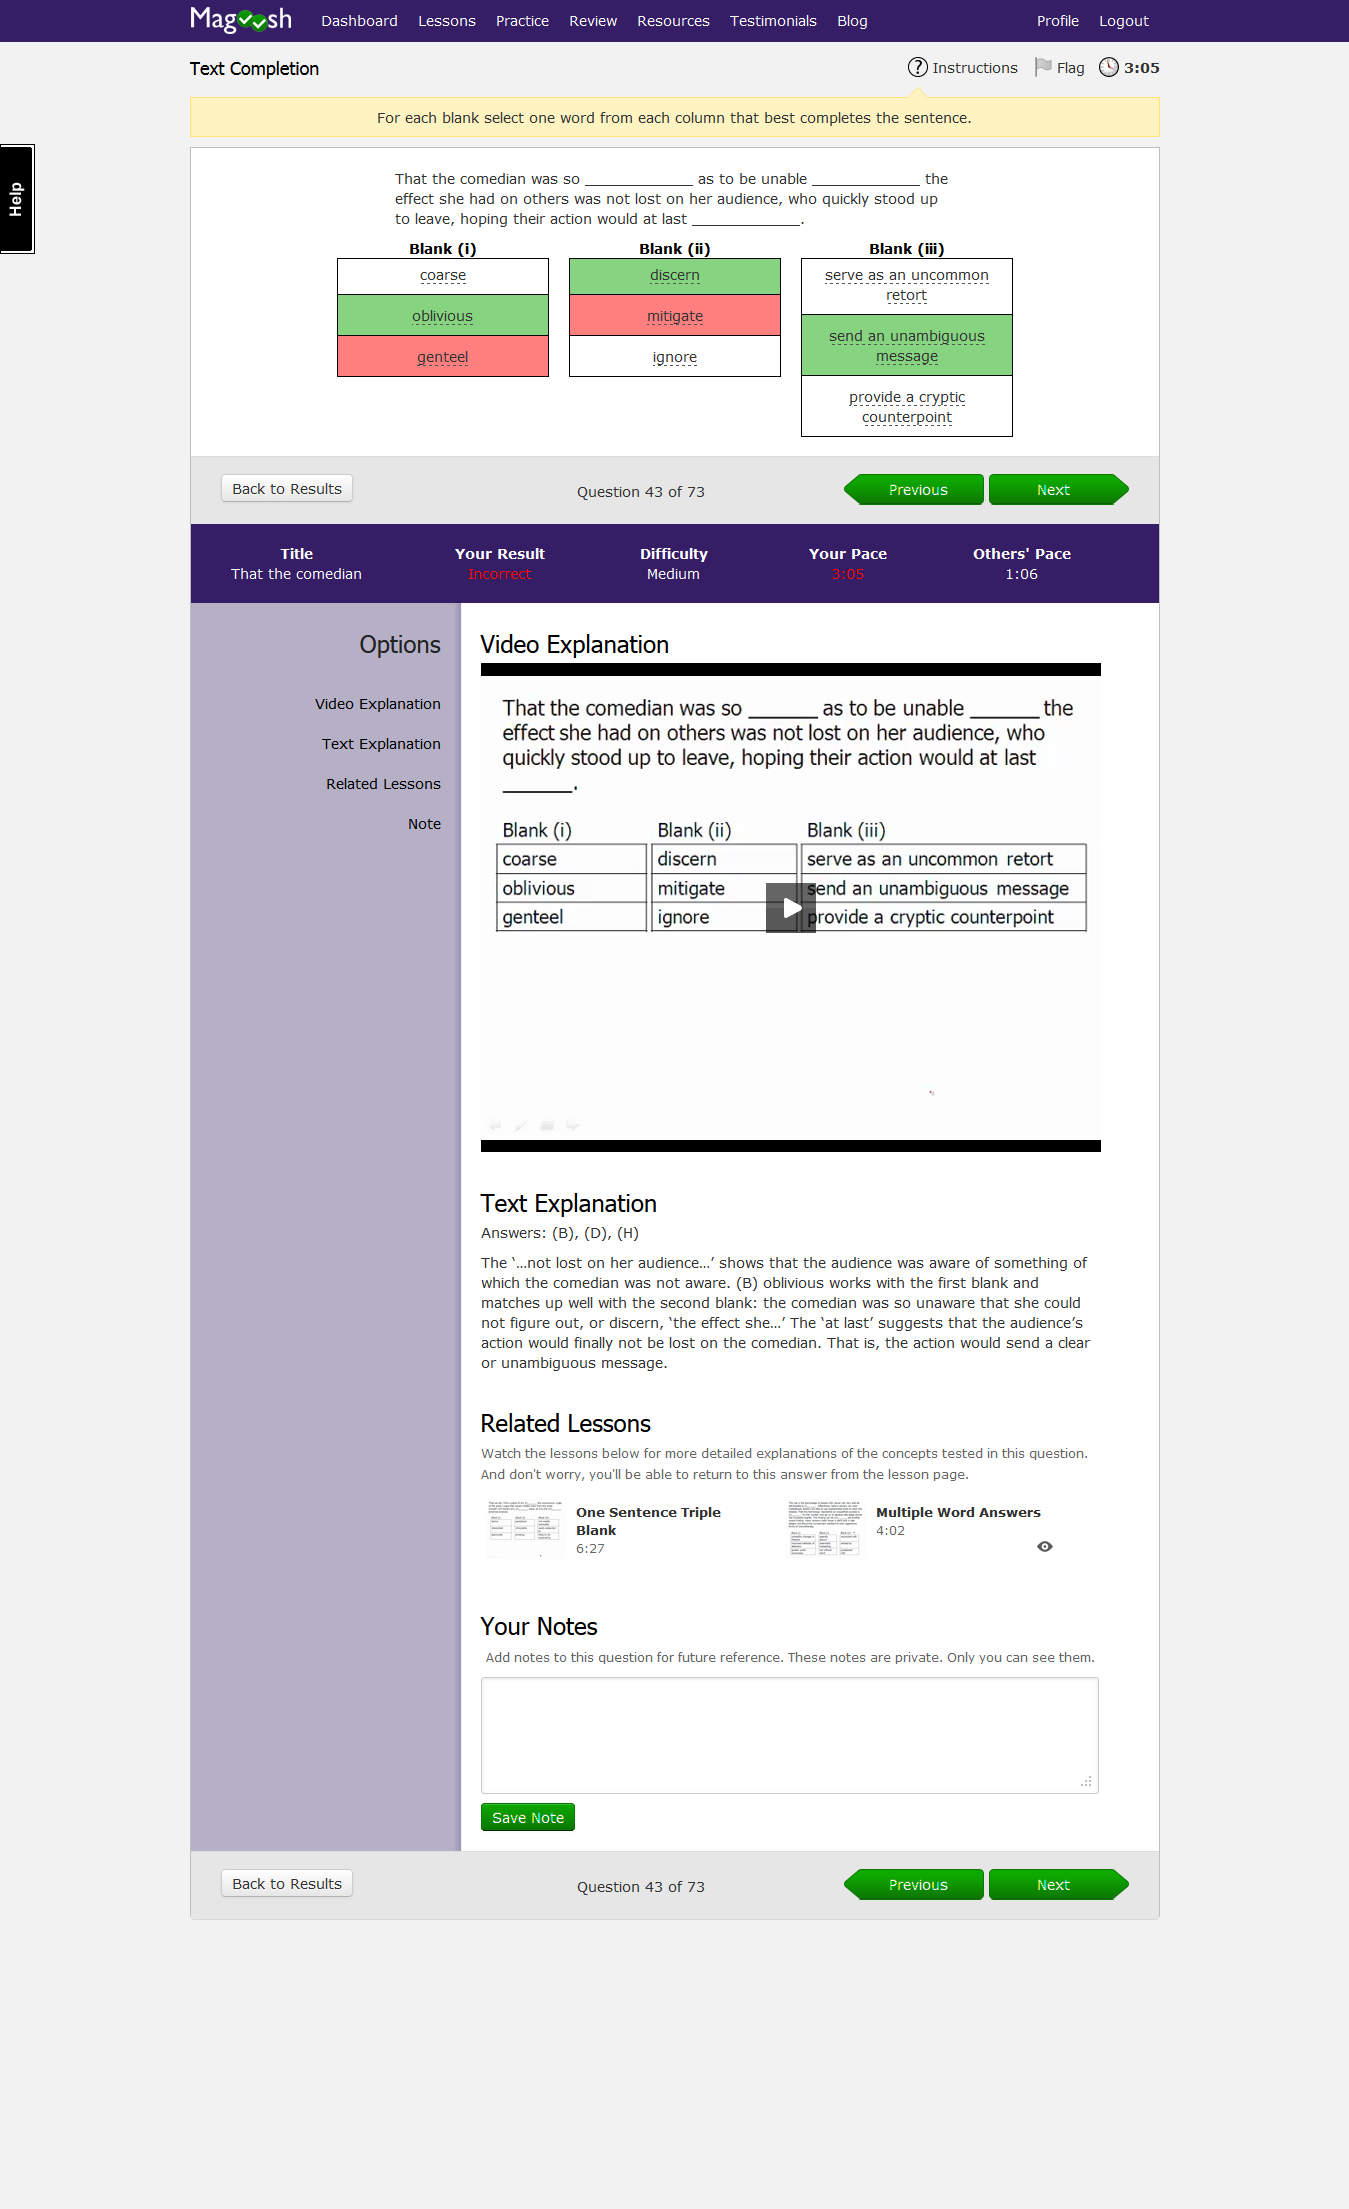 Magoosh Dashboard Lessons Practice Review Resources Testimonials Blog Profile Logout
Text Completion Instructions Flag 3:05
For each blank select one word from each column that best completes the sentence.
Help
That the comedian was so _____________ as to be unable _____________ the
effect she had on others was not lost on her audience, who quickly stood up
to leave, hoping their action would at last _____________.
Blank (i) Blank (ii) Blank (iii)
coarse discern serve as an uncommon
retort
oblivious mitigate send an unambiguous
message
genteel ignore provide a cryptic
counterpoint
Back to Results Question 43 of 73 Previous Next
Title Your Result Difficulty Your Pace Others' Pace
That the comedian Incorrect Medium 3:05 1:06
Options
Video Explanation
Text Explanation
Related Lessons
Note
Video Explanation
That the comedian was so _______ as to be unable _______ the
effect she had on others was not lost on her audience, who
quickly stood up to leave, hoping their action would at last
_______.
Blank (i) Blank (ii) Blank (iii)
coarse discern serve as an uncommon retort
oblivious mitigate send an unambiguous message
genteel ignore provide a cryptic counterpoint
Text Explanation
Answers: (B), (D), (H)
The ‘...not lost on her audience...’ shows that the audience was aware of something of
which the comedian was not aware. (B) oblivious works with the first blank and
matches up well with the second blank: the comedian was so unaware that she could
not figure out, or discern, ‘the effect she...’ The ‘at last’ suggests that the audience’s
action would finally not be lost on the comedian. That is, the action would send a clear
or unambiguous message.
Related Lessons
Watch the lessons below for more detailed explanations of the concepts tested in this question.
And don't worry, you'll be able to return to this answer from the lesson page.
One Sentence Triple
Blank
6:27
Multiple Word Answers
4:02
Your Notes
Add notes to this question for future reference. These notes are private. Only you can see them.
Save Note
Back to Results Question 43 of 73 Previous Next